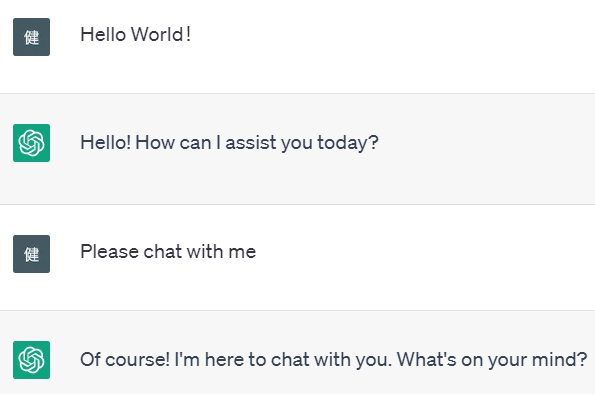 健
Hello World！
Hello! How can I assist you today?
健
Please chat with me
Of course! I'm here to chat with you. What's on your mind?